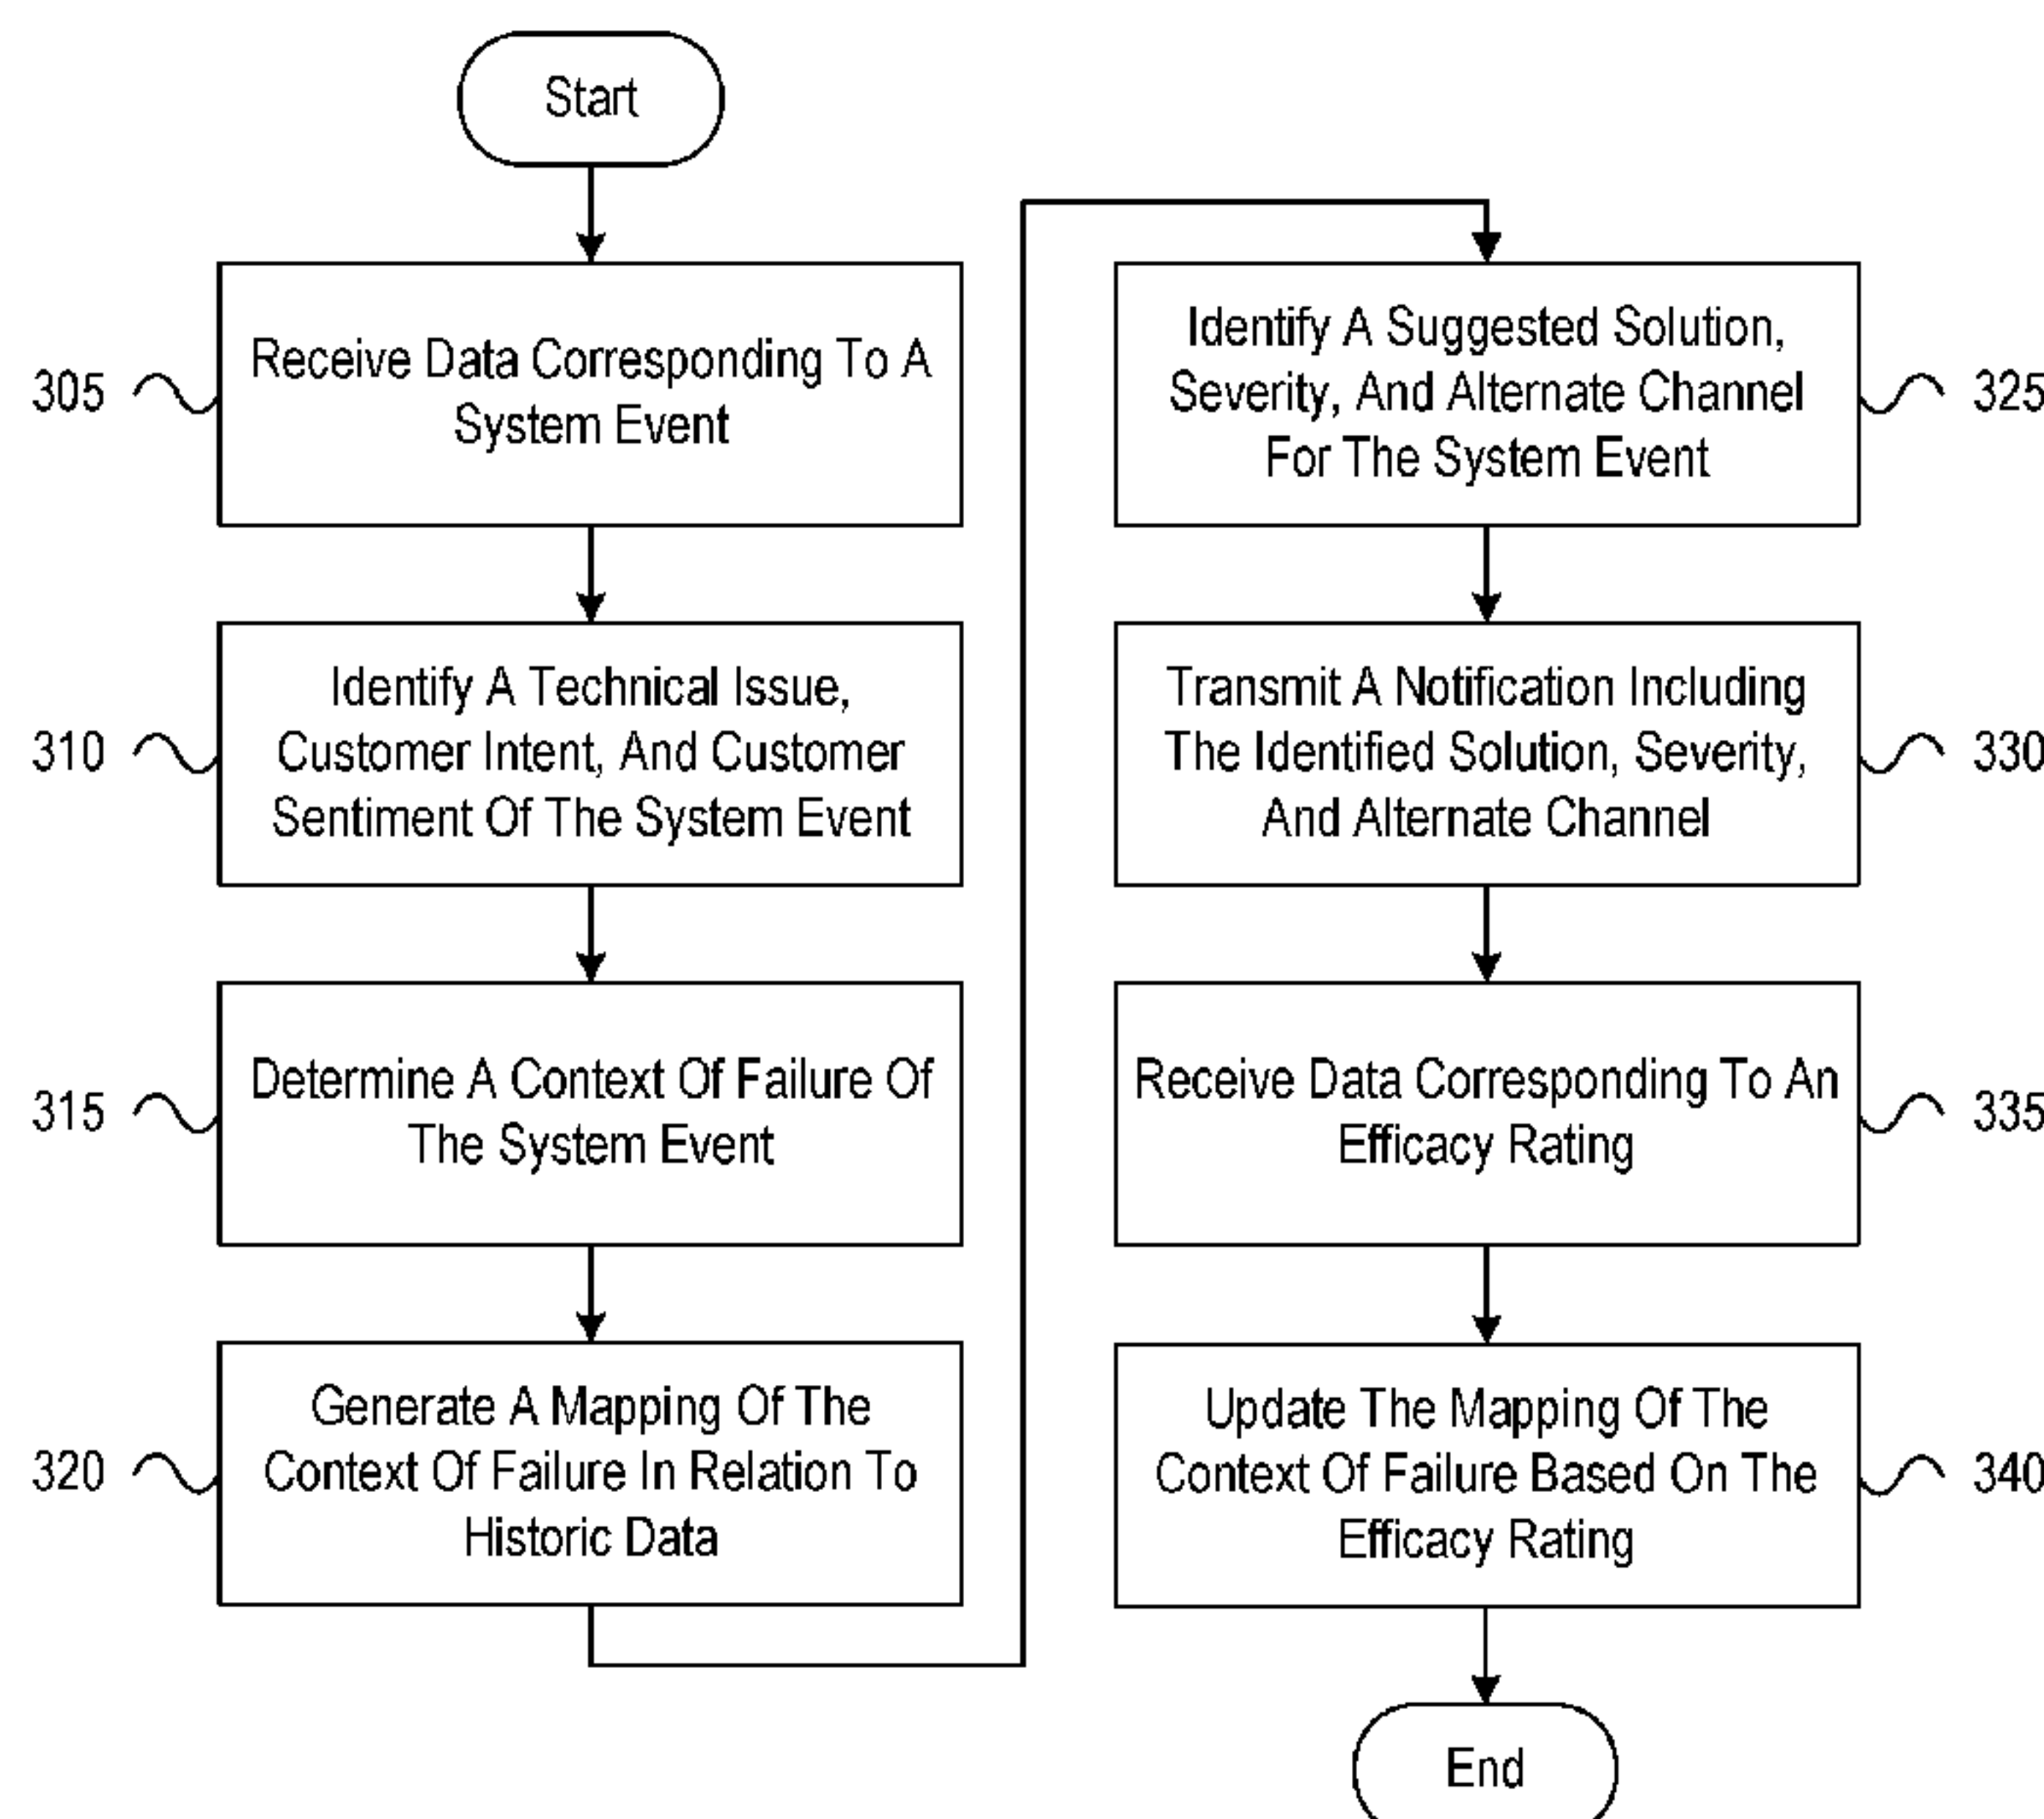 Start
305
Receive Data Corresponding To A
System Event
310
Identify A Technical Issue,
Customer Intent, And Customer
Sentiment Of The System Event
315
Determine A Context Of Failure Of
The System Event
320
Generate A Mapping Of The
Context Of Failure In Relation To
Historic Data
Identify A Suggested Solution,
Severity, And Alternate Channel
For The System Event
325
Transmit A Notification Including
The Identified Solution, Severity,
And Alternate Channel
330
Receive Data Corresponding To An
Efficacy Rating
335
Update The Mapping Of The
Context Of Failure Based On The
Efficacy Rating
340
End